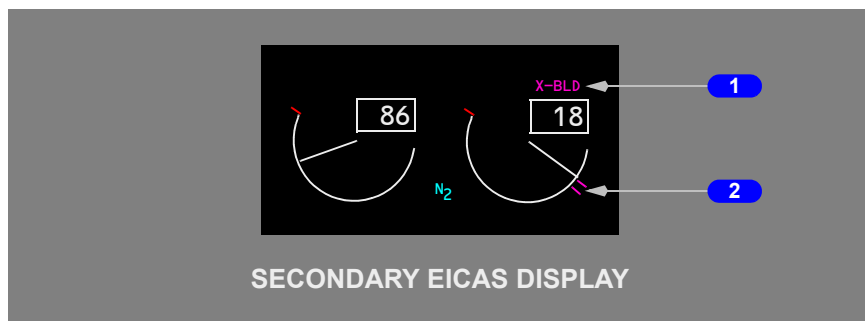 X-BLD
1
86
18
N2
2
SECONDARY EICAS DISPLAY